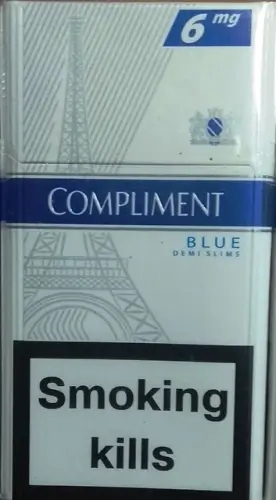 6 mg
COMPLIMENT
BLUE
DEMI SLIMS
Smoking
kills